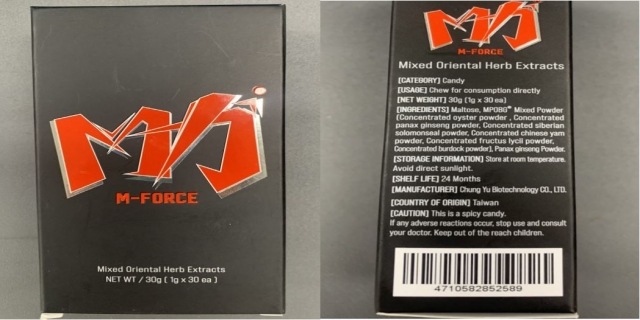 M-FORCE
Mixed Oriental Herb Extracts
NET WT / 30g ( 1g x 30 ea )
M-FORCE
Mixed Oriental Herb Extracts
[CATEGORY] Candy
[USAGE] Chew for consumption directly
[NET WEIGHT] 30g (1g x 30 ea)
[INGREDIENTS] Maltose, MPOBG® Mixed Powder
(Concentrated oyster powder , Concentrated
panax ginseng powder, Concentrated siberian
solomonseal powder, Concentrated chinese yam
powder, Concentrated fructus lycii powder,
Concentrated burdock powder), Panax ginseng Powder.
[STORAGE INFORMATION] Store at room temperature.
Avoid direct sunlight.
[SHELF LIFE] 24 Months
[MANUFACTURER] Chung Yu Biotechnology CO., LTD.
[COUNTRY OF ORIGIN] Taiwan
[CAUTION] This is a spicy candy.
If any adverse reactions occur, stop use and consult
your doctor. Keep out of the reach children.
4710582852589